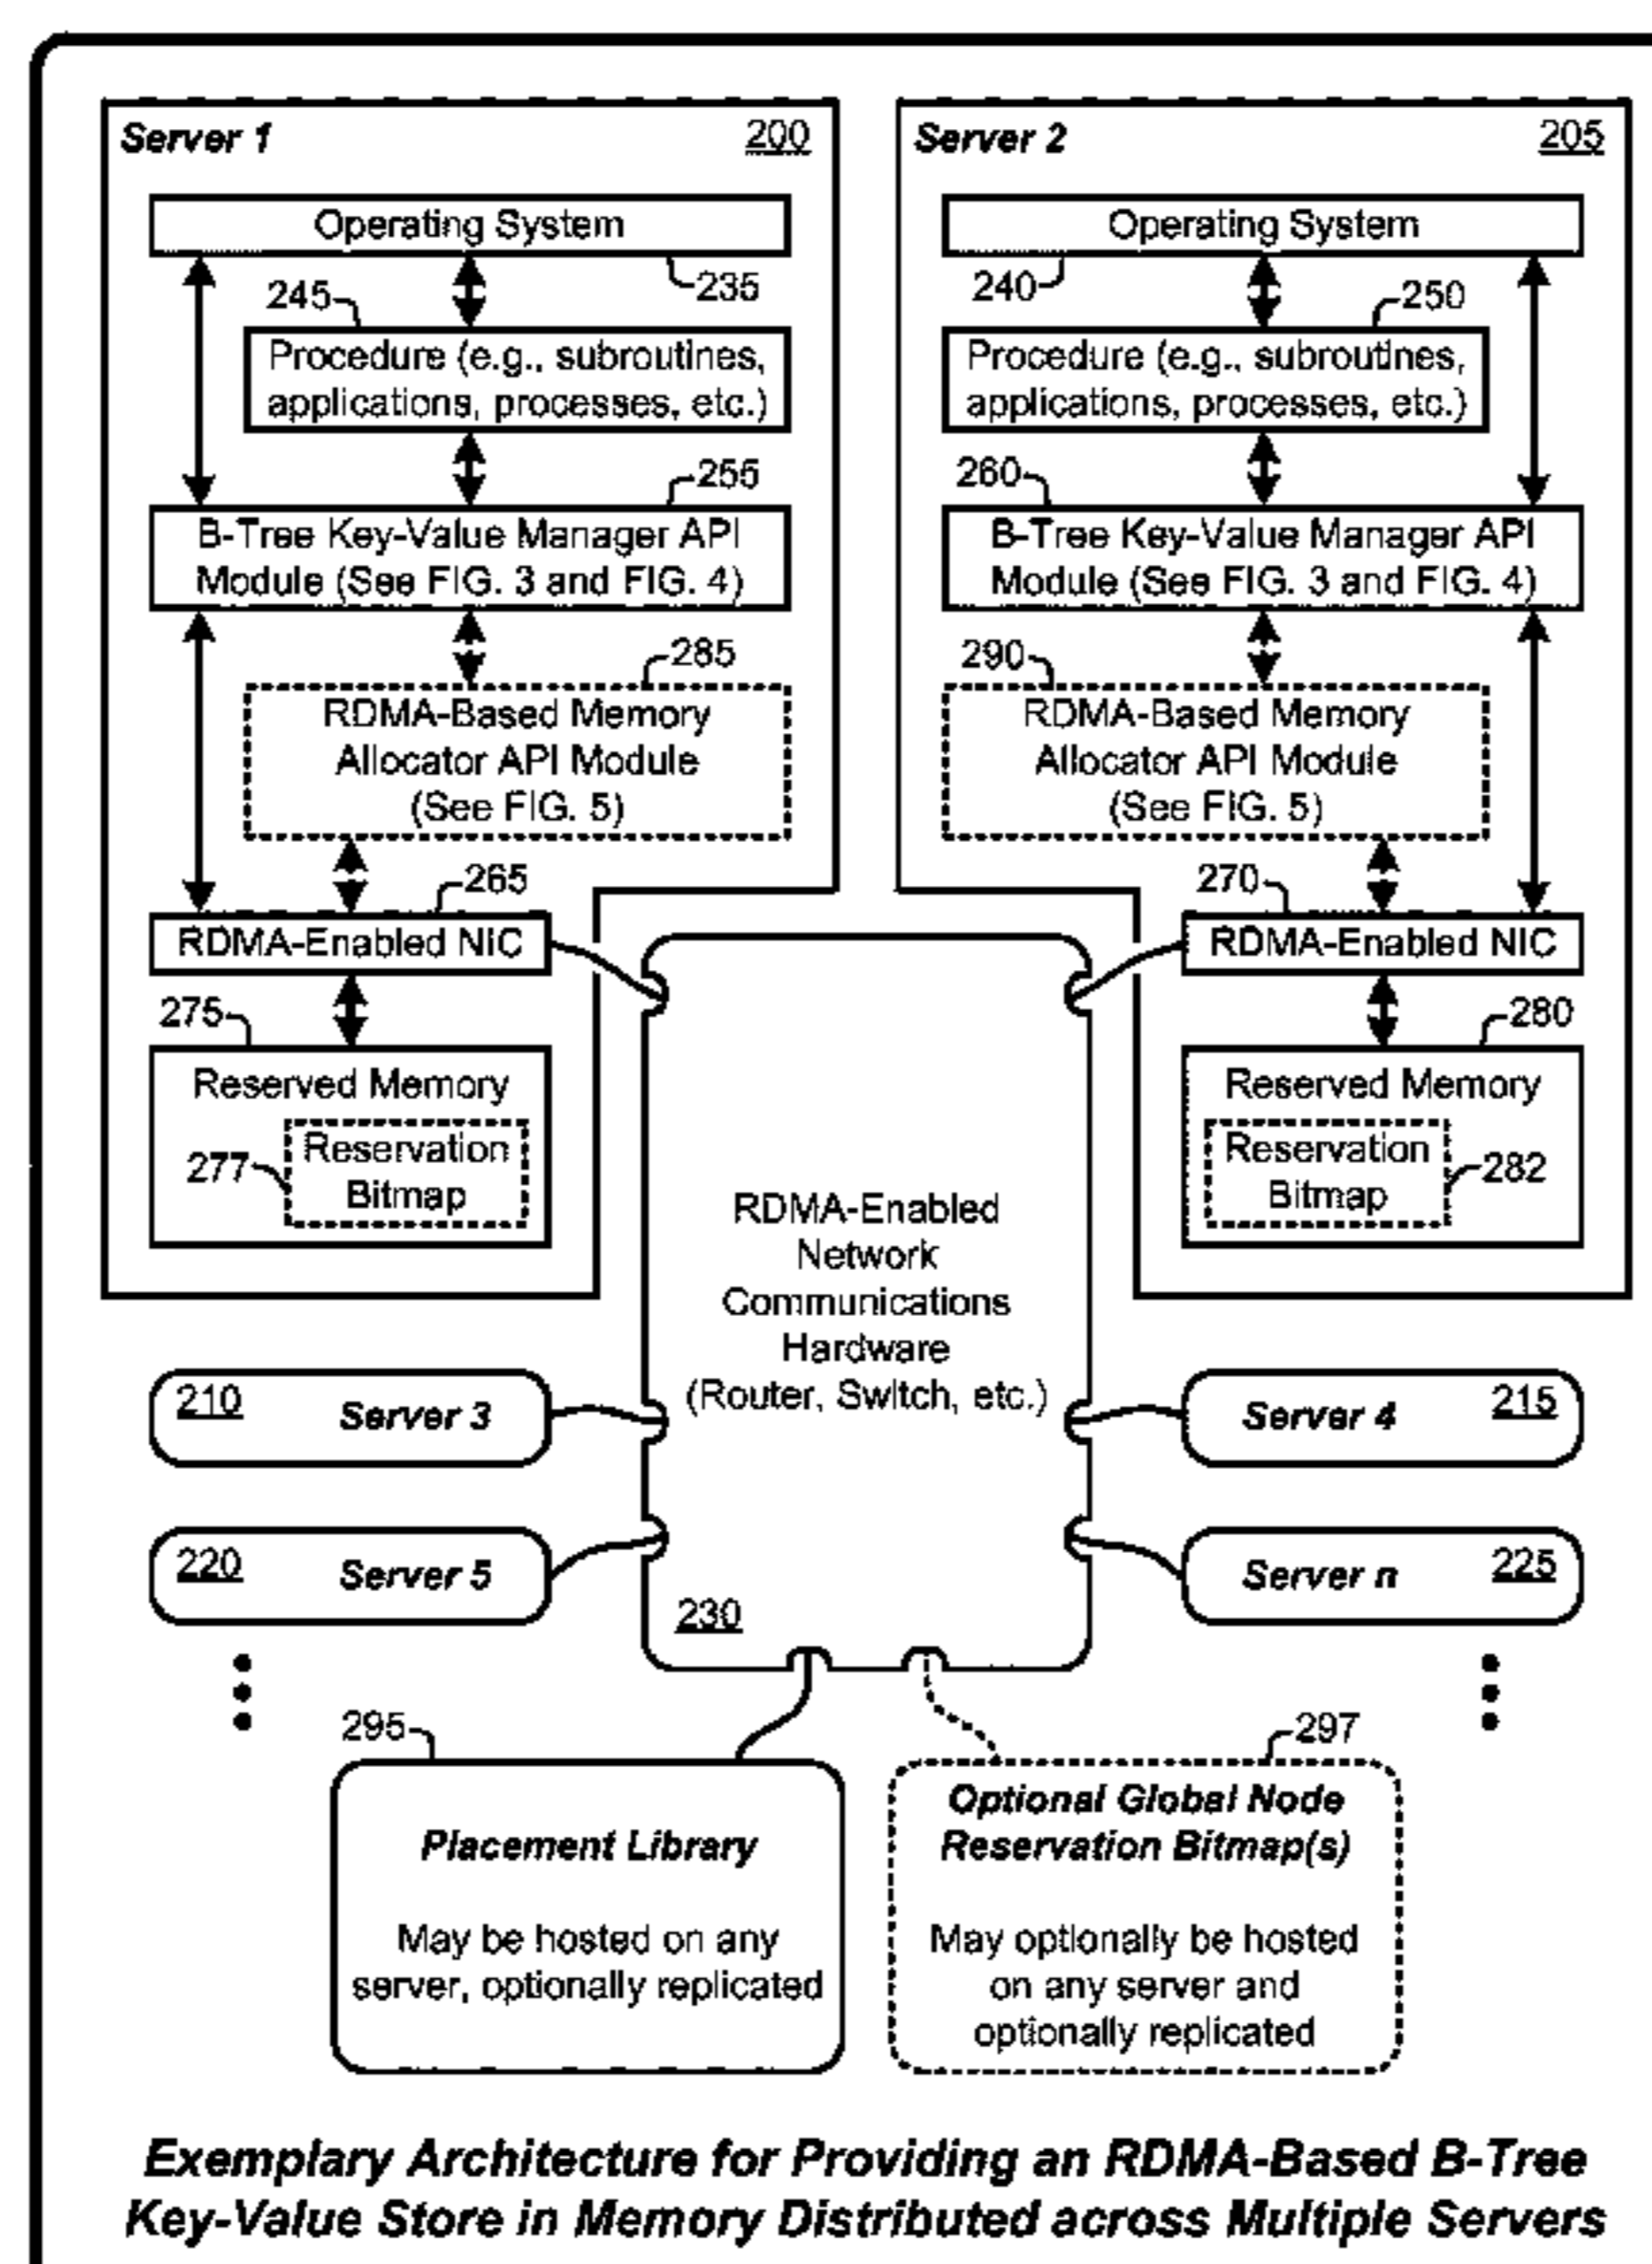 Server 1 200
Operating System
235
245
Procedure (e.g., subroutines,
applications, processes, etc.)
255
B-Tree Key-Value Manager API
Module (See FIG. 3 and FIG. 4)
285
RDMA-Based Memory
Allocator API Module
(See FIG. 5)
265
RDMA-Enabled NIC
275
Reserved Memory
277
Reservation
Bitmap
Server 2 205
Operating System
240
250
Procedure (e.g., subroutines,
applications, processes, etc.)
260
B-Tree Key-Value Manager API
Module (See FIG. 3 and FIG. 4)
290
RDMA-Based Memory
Allocator API Module
(See FIG. 5)
270
RDMA-Enabled NIC
280
Reserved Memory
Reservation
Bitmap
282
RDMA-Enabled
Network
Communications
Hardware
(Router, Switch, etc.)
230
210 Server 3
Server 4 215
220 Server 5
Server n 225
295
Placement Library
May be hosted on any
server, optionally replicated
297
Optional Global Node
Reservation Bitmap(s)
May optionally be hosted
on any server and
optionally replicated
Exemplary Architecture for Providing an RDMA-Based B-Tree
Key-Value Store in Memory Distributed across Multiple Servers